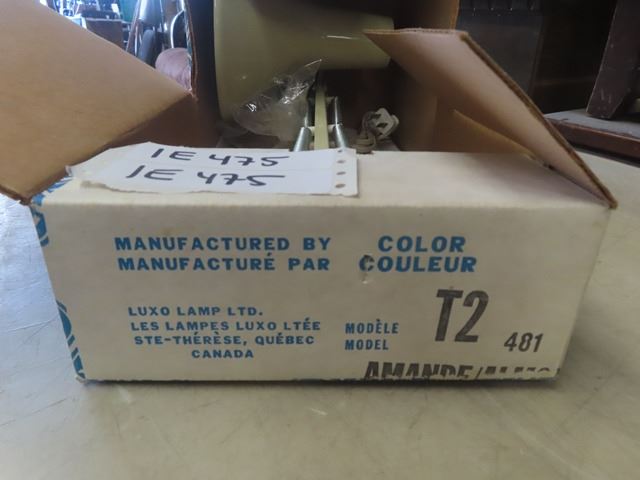 IE 475
IE 475
MANUFACTURED BY
MANUFACTURÉ PAR
COLOR
COULEUR
LUXO LAMP LTD.
LES LAMPES LUXO LTÉE
STE-THÉRÈSE, QUÉBEC
CANADA
MODÈLE
MODEL
T2
481
AMANDE/